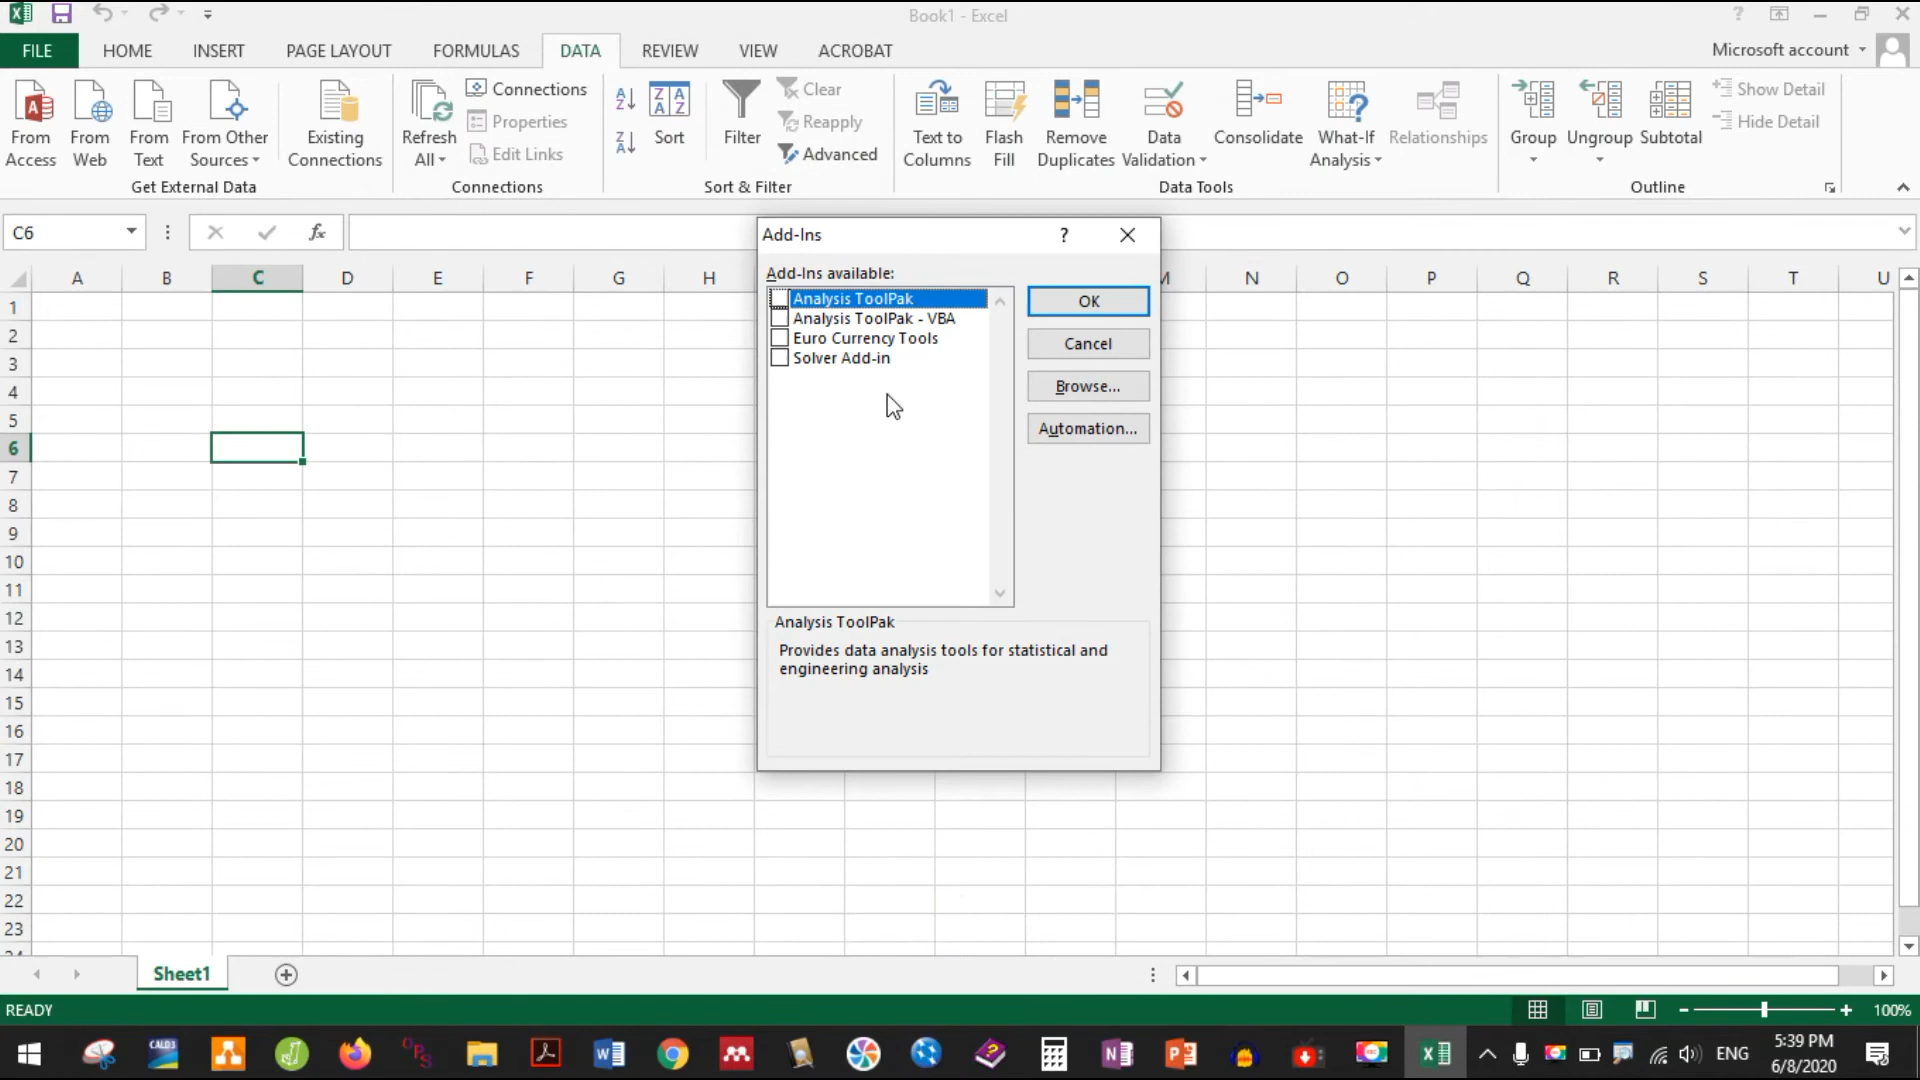 Book1 - Excel
?
FILE HOME INSERT PAGE LAYOUT FORMULAS DATA REVIEW VIEW ACROBAT
Microsoft account
From Access
From Web
From Text
From Other Sources
Existing Connections
Get External Data
Refresh All
Connections
Properties
Edit Links
Connections
Sort
Filter
Clear
Reapply
Advanced
Sort & Filter
Text to Columns
Flash Fill
Remove Duplicates
Data Validation
Consolidate
What-If Analysis
Relationships
Data Tools
Group
Ungroup
Subtotal
Show Detail
Hide Detail
Outline
C6
fx
A B C D E F G H M N O P Q R S T U
Add-Ins ?
Add-Ins available:
Analysis ToolPak
Analysis ToolPak - VBA
Euro Currency Tools
Solver Add-in
OK
Cancel
Browse...
Automation...
Analysis ToolPak
Provides data analysis tools for statistical and
engineering analysis
1
2
3
4
5
6
7
8
9
10
11
12
13
14
15
16
17
18
19
20
21
22
23
Sheet1
READY
100%
CALD3
ENG
5:39 PM
6/8/2020